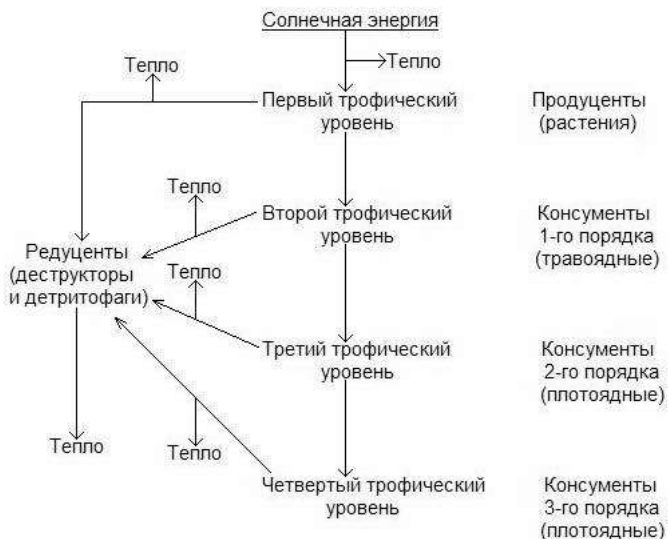 Солнечная энергия
Тепло
Тепло
Первый трофический
уровень
Продуценты
(растения)
Тепло
Второй трофический
уровень
Консументы
1-го порядка
(травоядные)
Редуценты
(деструкторы
и детритофаги)
Тепло
Третий трофический
уровень
Консументы
2-го порядка
(плотоядные)
Тепло
Тепло
Четвертый трофический
уровень
Консументы
3-го порядка
(плотоядные)